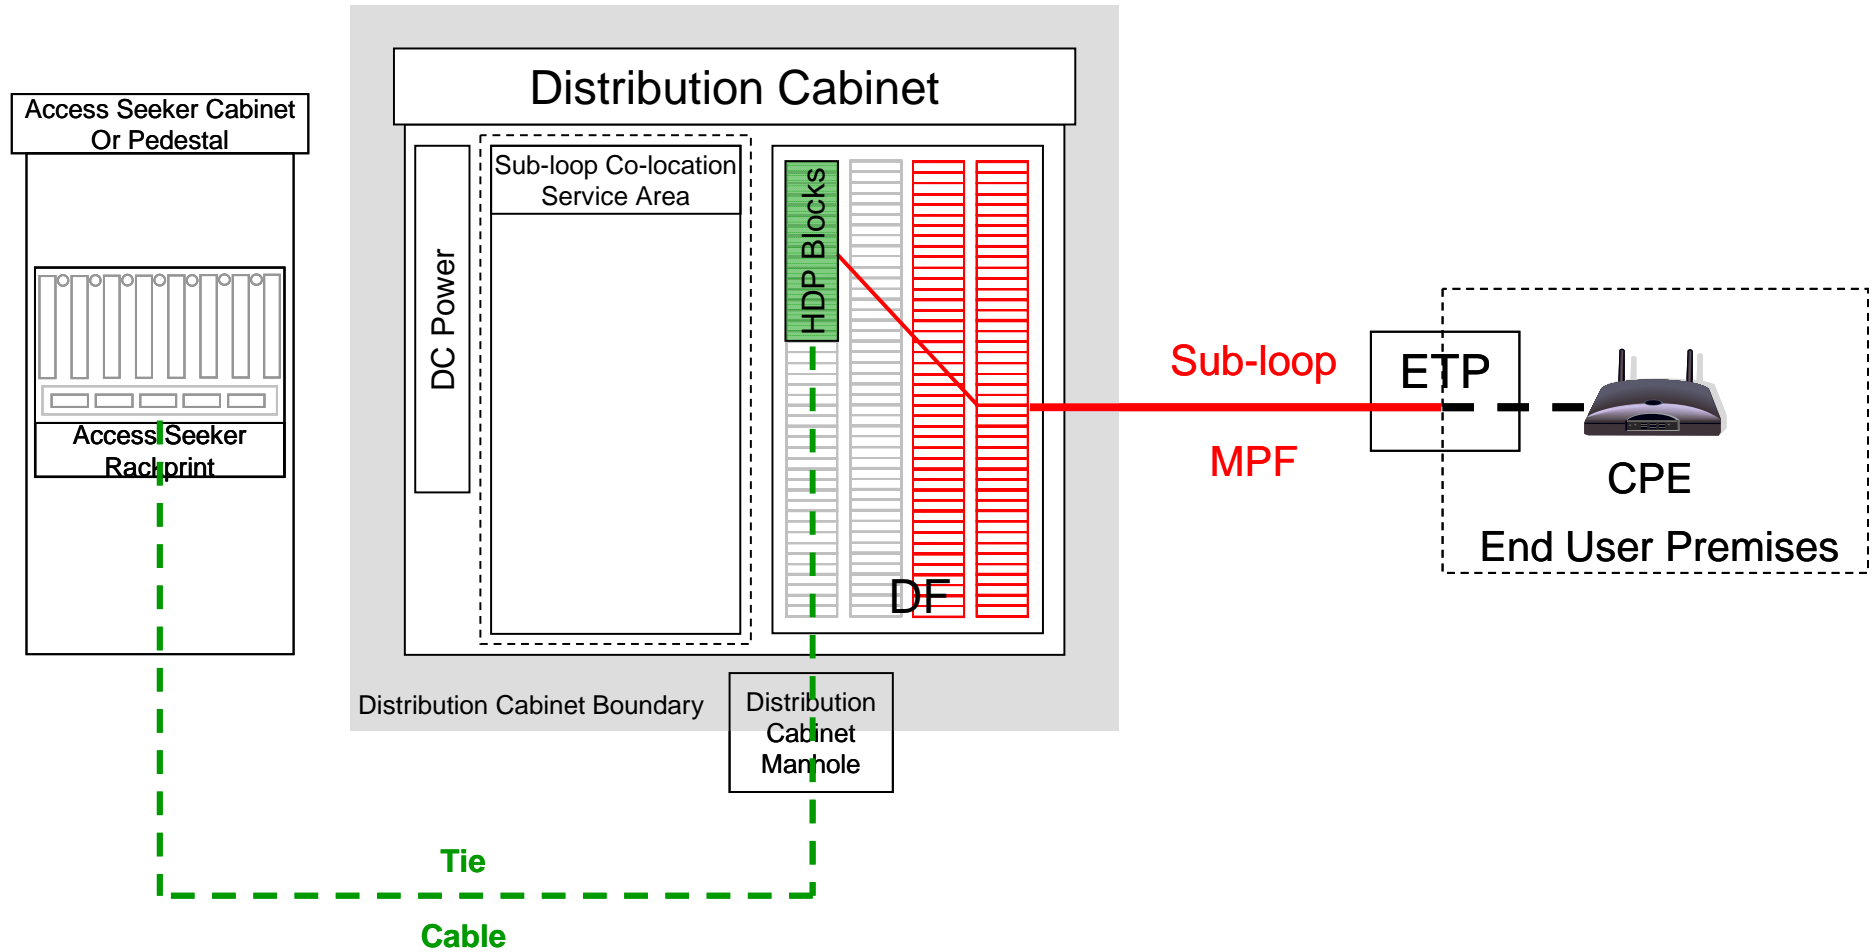 Distribution Cabinet
Access Seeker Cabinet
Or Pedestal
Sub-loop Co-location
Service Area
DC Power
HDP Blocks
DF
Access Seeker
Rackprint
Sub-loop
MPF
ETP
CPE
End User Premises
Distribution Cabinet Boundary
Distribution
Cabinet
Manhole
Tie
Cable